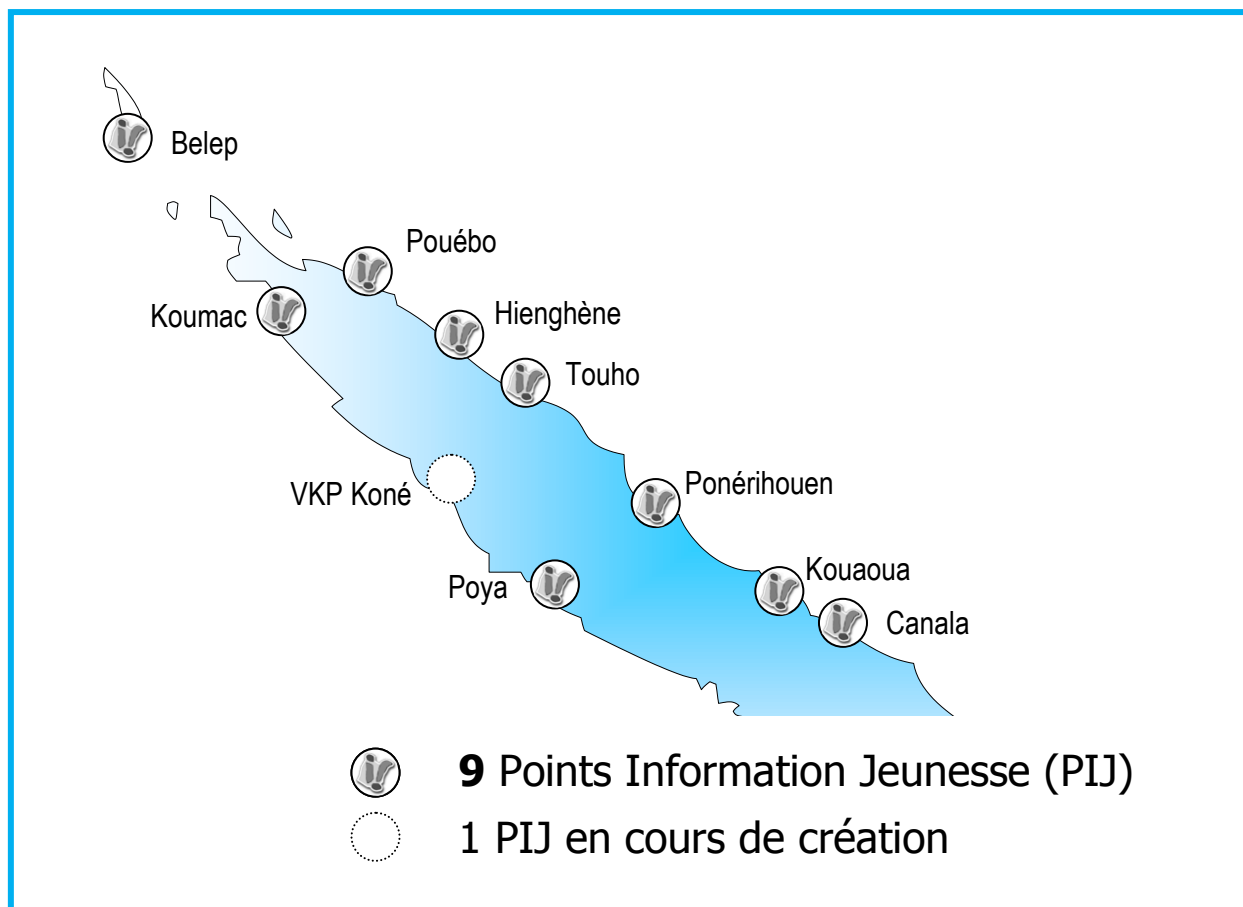 Belep
Pouébo
Koumac
Hienghène
Touho
VKP Koné
Ponérihouen
Poya
Kouaoua
Canala
9 Points Information Jeunesse (PIJ)
1 PIJ en cours de création